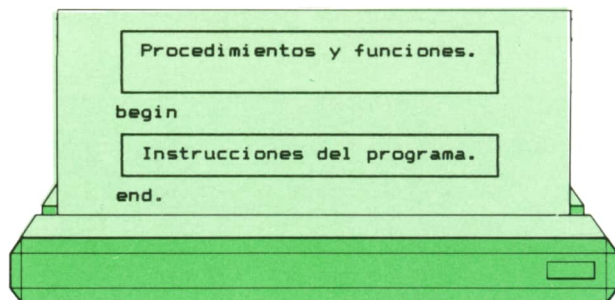 Procedimientos y funciones.
begin
Instrucciones del programa.
end.